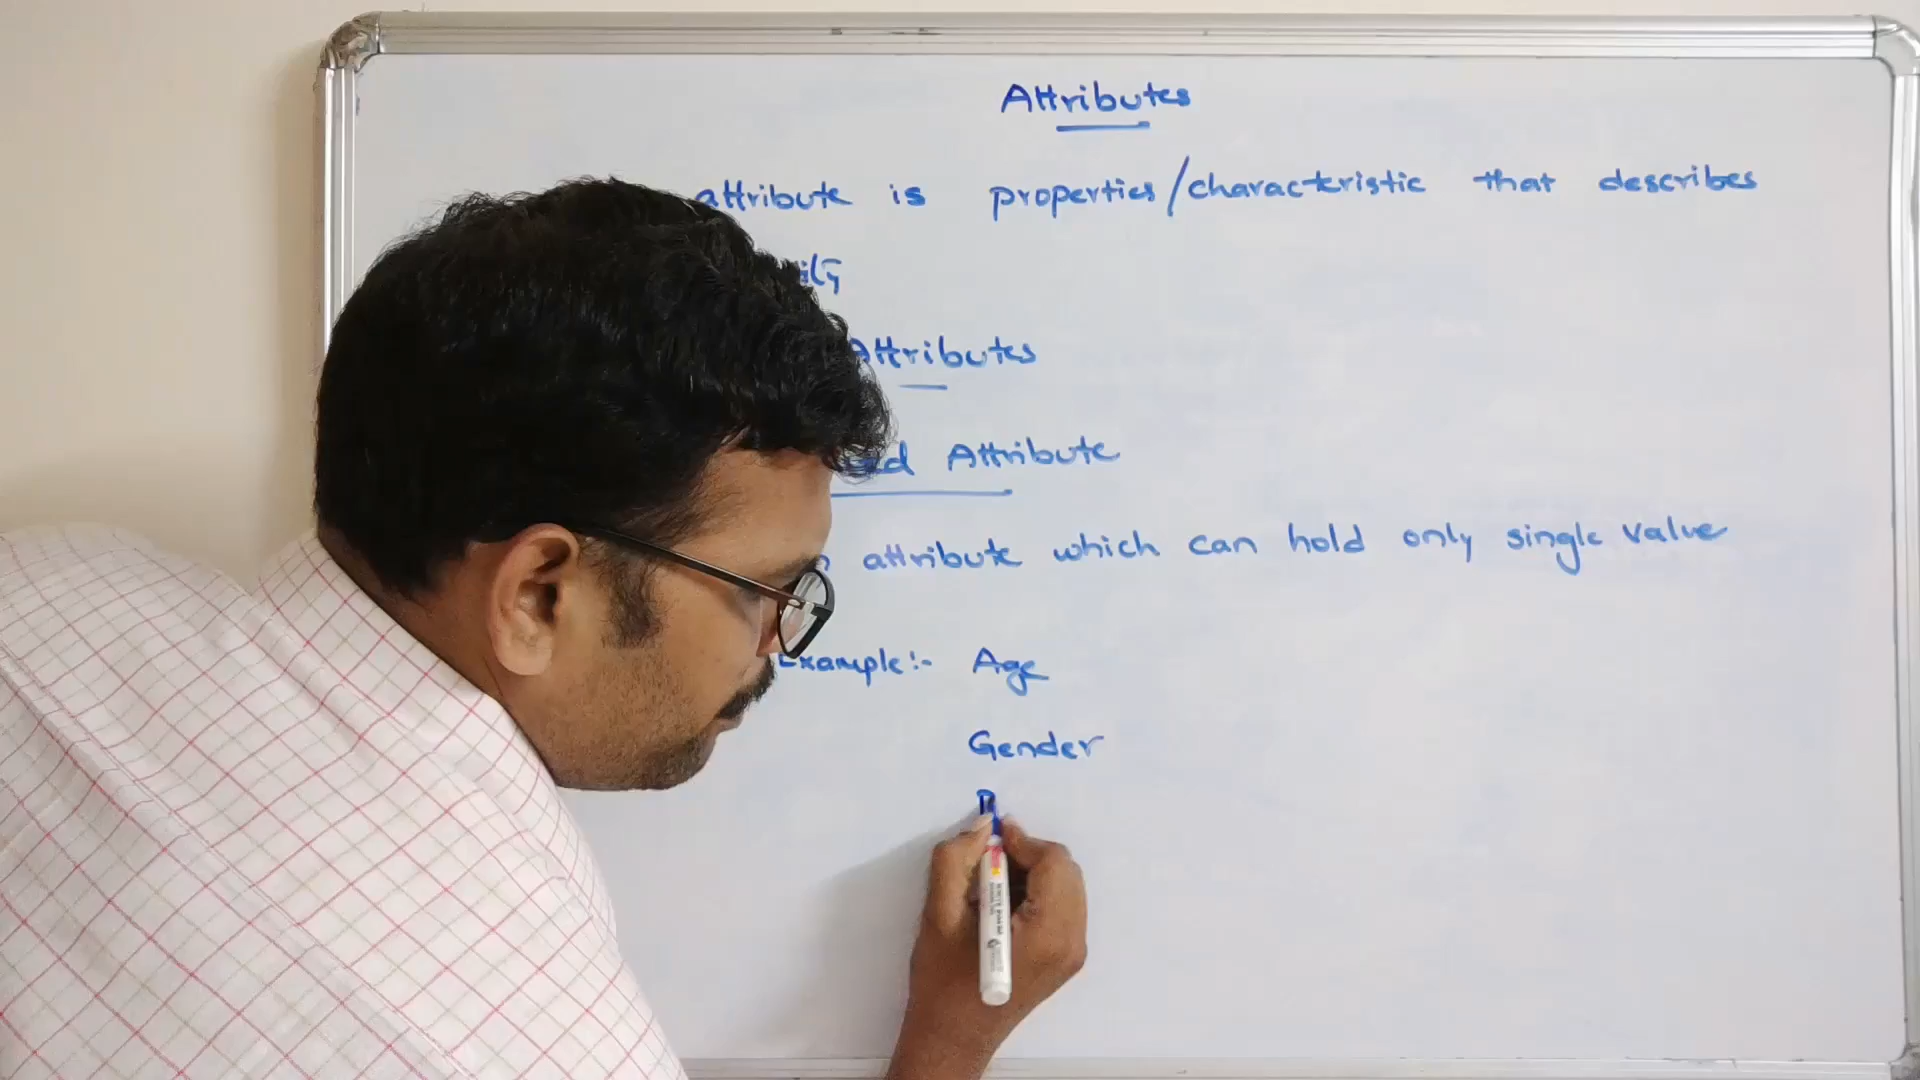 Attributes
attribute is properties/characteristic that describes
Attributes
Attribute
attribute which can hold only single value
Example:- Age
Gender